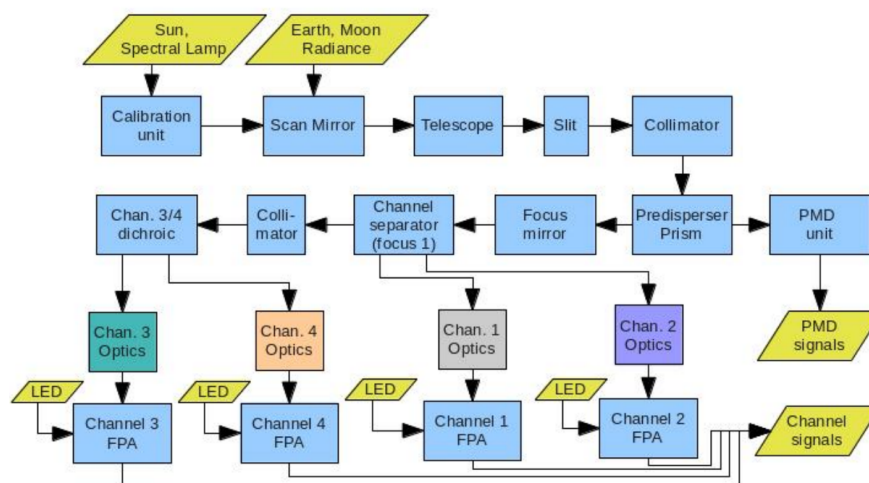 Sun,
Spectral Lamp
Earth, Moon
Radiance
Calibration
unit
Scan Mirror
Telescope
Slit
Collimator
Chan. 3/4
dichroic
Colli-
mator
Channel
separator
(focus 1)
Focus
mirror
Predisperser
Prism
PMD
unit
Chan. 3
Optics
Chan. 4
Optics
Chan. 1
Optics
Chan. 2
Optics
PMD
signals
LED
LED
LED
LED
Channel 3
FPA
Channel 4
FPA
Channel 1
FPA
Channel 2
FPA
Channel
signals